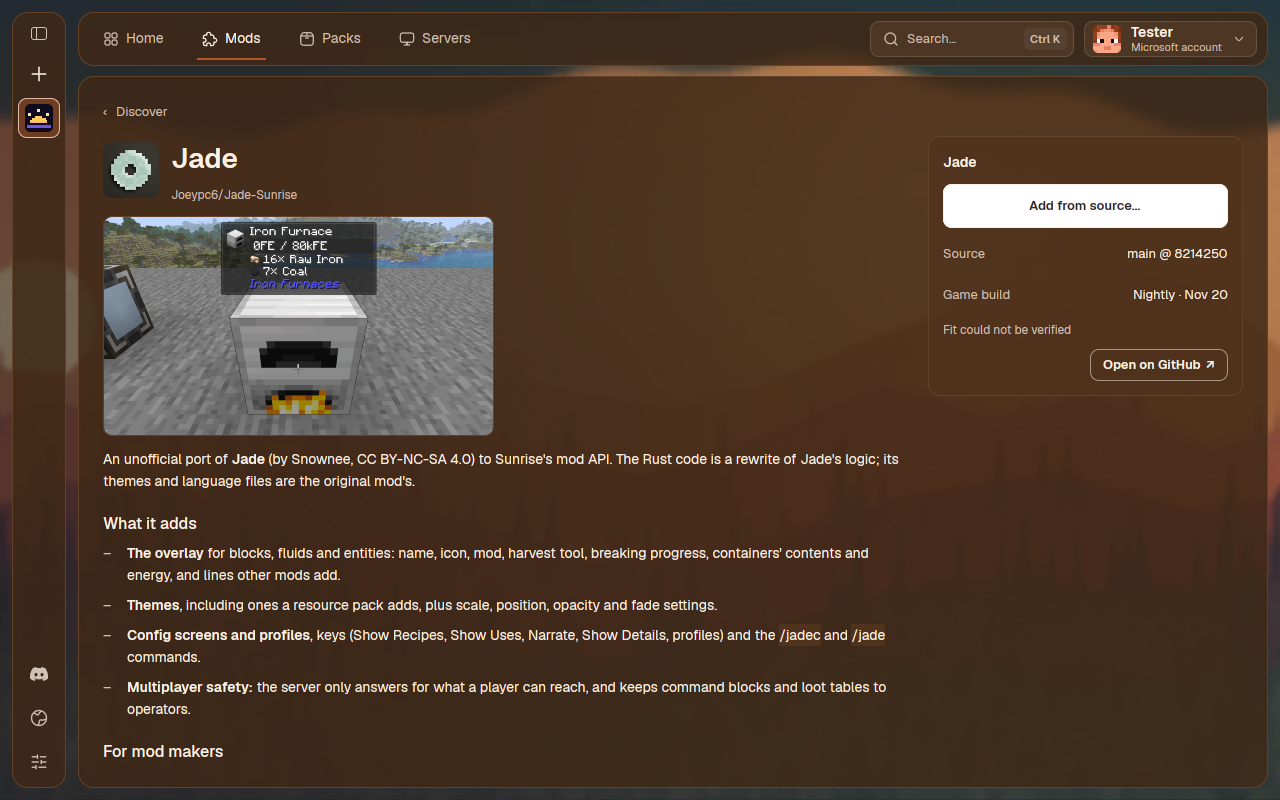 Home
Mods
Packs
Servers
Search...
Ctrl K
Tester
Microsoft account
‹ Discover
Jade
Joeypc6/Jade-Sunrise
Iron Furnace
0FE / 80kFE
16× Raw Iron
7× Coal
Iron Furnaces
An unofficial port of Jade (by Snownee, CC BY-NC-SA 4.0) to Sunrise's mod API. The Rust code is a rewrite of Jade's logic; its
themes and language files are the original mod's.
What it adds
– The overlay for blocks, fluids and entities: name, icon, mod, harvest tool, breaking progress, containers' contents and
energy, and lines other mods add.
– Themes, including ones a resource pack adds, plus scale, position, opacity and fade settings.
– Config screens and profiles, keys (Show Recipes, Show Uses, Narrate, Show Details, profiles) and the /jadec and /jade
commands.
– Multiplayer safety: the server only answers for what a player can reach, and keeps command blocks and loot tables to
operators.
For mod makers
Jade
Add from source...
Source main @ 8214250
Game build Nightly · Nov 20
Fit could not be verified
Open on GitHub ↗